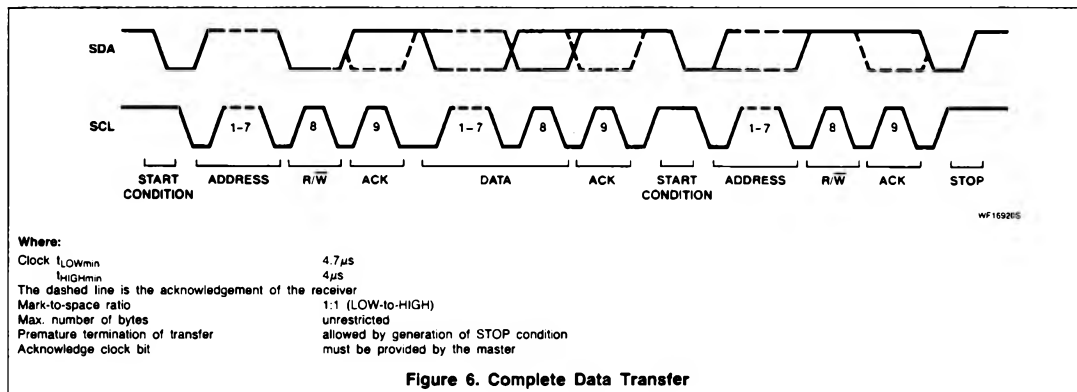 SDA
SCL
1-7 8 9 1-7 8 9 1-7 8 9
START CONDITION ADDRESS R/W̅ ACK DATA ACK START CONDITION ADDRESS R/W̅ ACK STOP
WF16920S
Where:
Clock tLOWmin 4.7µs
tHIGHmin 4µs
The dashed line is the acknowledgement of the receiver
Mark-to-space ratio 1:1 (LOW-to-HIGH)
Max. number of bytes unrestricted
Premature termination of transfer allowed by generation of STOP condition
Acknowledge clock bit must be provided by the master
Figure 6. Complete Data Transfer